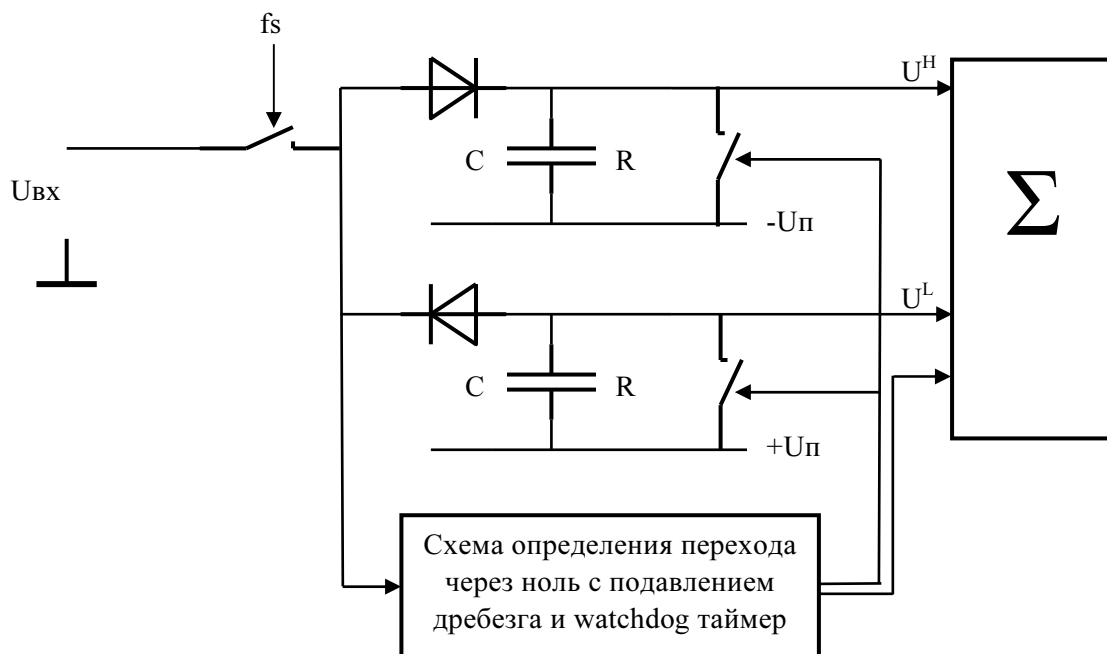 fs
Uвх
C
R
U^H
-Uп
Σ
U^L
C
R
+Uп
Схема определения перехода
через ноль с подавлением
дребезга и watchdog таймер